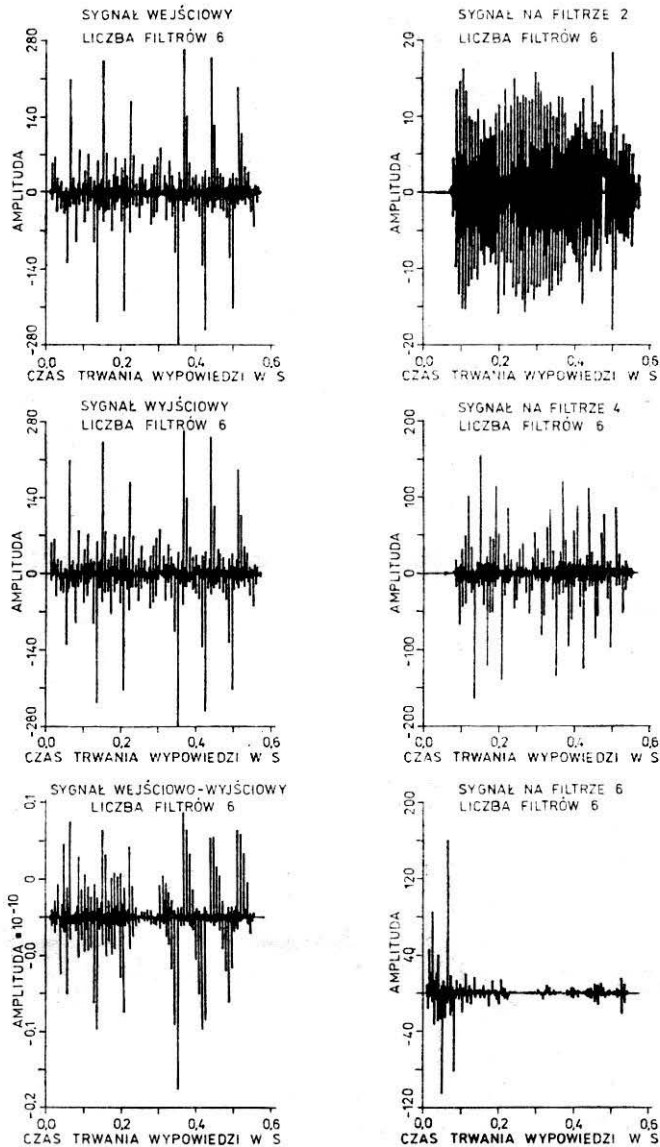 SYGNAŁ WEJŚCIOWY
LICZBA FILTRÓW 6
280
140
0
-140
-280
AMPLITUDA
0,0 0,2 0,4 0,6
CZAS TRWANIA WYPOWIEDZI W S
SYGNAŁ NA FILTRZE 2
LICZBA FILTRÓW 6
20
10
0
-10
-20
AMPLITUDA
0,0 0,2 0,4 0,6
CZAS TRWANIA WYPOWIEDZI W S
SYGNAŁ WYJŚCIOWY
LICZBA FILTRÓW 6
280
140
0
-140
-280
AMPLITUDA
0,0 0,2 0,4 0,6
CZAS TRWANIA WYPOWIEDZI W S
SYGNAŁ NA FILTRZE 4
LICZBA FILTRÓW 6
200
100
0
-100
-200
AMPLITUDA
0,0 0,2 0,4 0,6
CZAS TRWANIA WYPOWIEDZI W S
SYGNAŁ WEJŚCIOWO-WYJŚCIOWY
LICZBA FILTRÓW 6
0,1
0
0,0
-0,1
-0,2
AMPLITUDA ▪ 10-10
0,0 0,2 0,4 0,6
CZAS TRWANIA WYPOWIEDZI W S
SYGNAŁ NA FILTRZE 6
LICZBA FILTRÓW 6
200
120
40
-40
-120
AMPLITUDA
0,0 0,2 0,4 0,6
CZAS TRWANIA WYPOWIEDZI W S